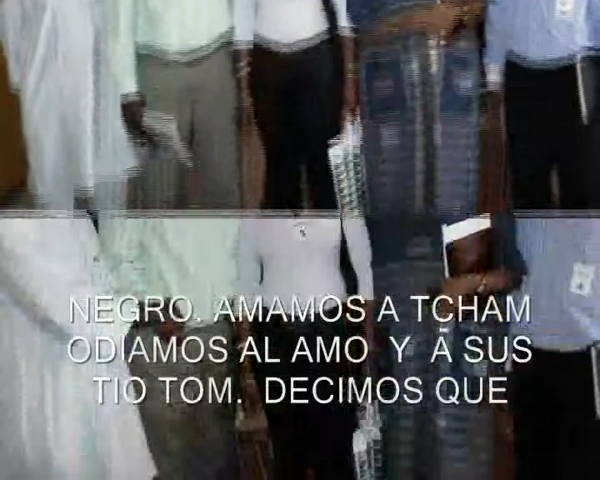 NEGRO. AMAMOS A TCHAM
ODIAMOS AL AMO Y Á SUS
TIO TOM. DECIMOS QUE